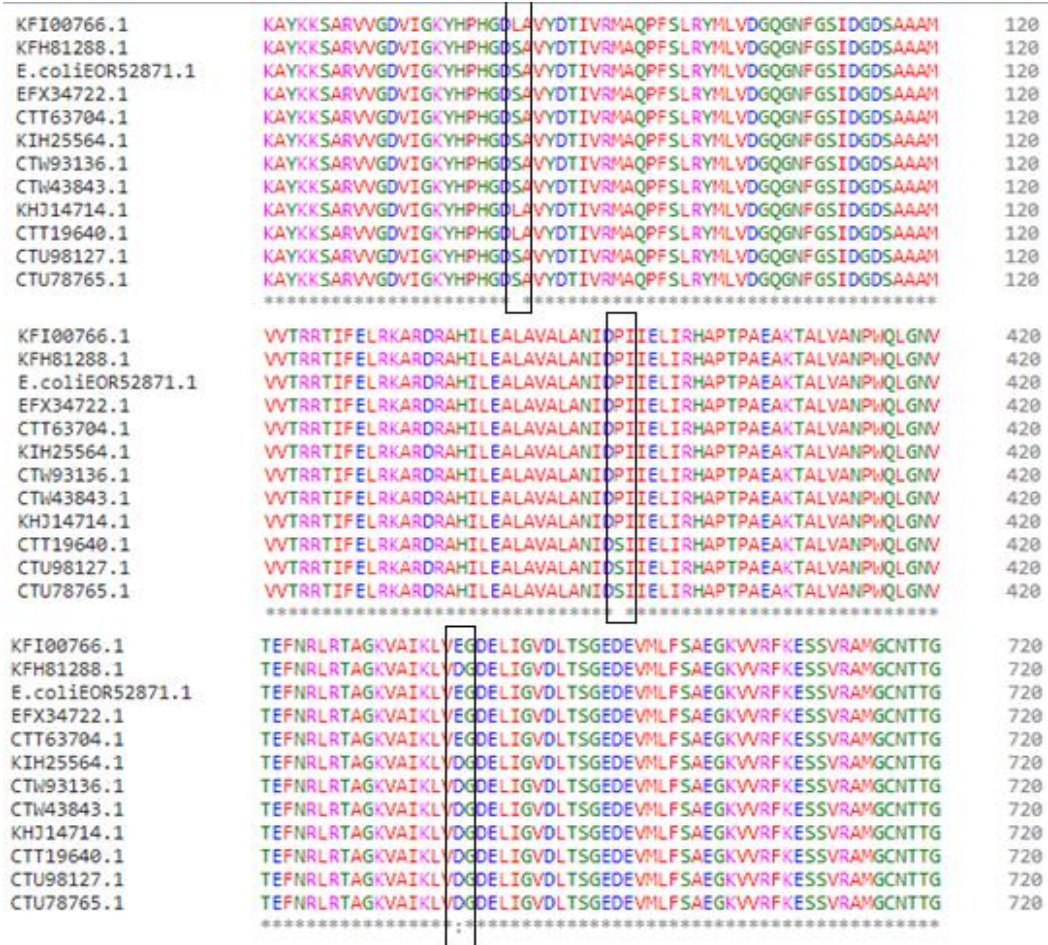 KFI00766.1 KAYKKSARVVGDVIGKYHPHGDLAVYDTIVRMAQPFSLRYMLVDGQGNFGSIDGDSAAAM 120
KFH81288.1 KAYKKSARVVGDVIGKYHPHGDSAVYDTIVRMAQPFSLRYMLVDGQGNFGSIDGDSAAAM 120
E.coliEOR52871.1 KAYKKSARVVGDVIGKYHPHGDSAVYDTIVRMAQPFSLRYMLVDGQGNFGSIDGDSAAAM 120
EFX34722.1 KAYKKSARVVGDVIGKYHPHGDSAVYDTIVRMAQPFSLRYMLVDGQGNFGSIDGDSAAAM 120
CTT63704.1 KAYKKSARVVGDVIGKYHPHGDSAVYDTIVRMAQPFSLRYMLVDGQGNFGSIDGDSAAAM 120
KIH25564.1 KAYKKSARVVGDVIGKYHPHGDSAVYDTIVRMAQPFSLRYMLVDGQGNFGSIDGDSAAAM 120
CTW93136.1 KAYKKSARVVGDVIGKYHPHGDSAVYDTIVRMAQPFSLRYMLVDGQGNFGSIDGDSAAAM 120
CTW43843.1 KAYKKSARVVGDVIGKYHPHGDSAVYDTIVRMAQPFSLRYMLVDGQGNFGSIDGDSAAAM 120
KHJ14714.1 KAYKKSARVVGDVIGKYHPHGDLAVYDTIVRMAQPFSLRYMLVDGQGNFGSIDGDSAAAM 120
CTT19640.1 KAYKKSARVVGDVIGKYHPHGDLAVYDTIVRMAQPFSLRYMLVDGQGNFGSIDGDSAAAM 120
CTU98127.1 KAYKKSARVVGDVIGKYHPHGDSAVYDTIVRMAQPFSLRYMLVDGQGNFGSIDGDSAAAM 120
CTU78765.1 KAYKKSARVVGDVIGKYHPHGDSAVYDTIVRMAQPFSLRYMLVDGQGNFGSIDGDSAAAM 120
********************** *************************************
KFI00766.1 VVTRRTIFELRKARDRAHILEALAVALANIDPIIELIRHAPTPAEAKTALVANPWQLGNV 420
KFH81288.1 VVTRRTIFELRKARDRAHILEALAVALANIDPIIELIRHAPTPAEAKTALVANPWQLGNV 420
E.coliEOR52871.1 VVTRRTIFELRKARDRAHILEALAVALANIDPIIELIRHAPTPAEAKTALVANPWQLGNV 420
EFX34722.1 VVTRRTIFELRKARDRAHILEALAVALANIDPIIELIRHAPTPAEAKTALVANPWQLGNV 420
CTT63704.1 VVTRRTIFELRKARDRAHILEALAVALANIDPIIELIRHAPTPAEAKTALVANPWQLGNV 420
KIH25564.1 VVTRRTIFELRKARDRAHILEALAVALANIDPIIELIRHAPTPAEAKTALVANPWQLGNV 420
CTW93136.1 VVTRRTIFELRKARDRAHILEALAVALANIDPIIELIRHAPTPAEAKTALVANPWQLGNV 420
CTW43843.1 VVTRRTIFELRKARDRAHILEALAVALANIDPIIELIRHAPTPAEAKTALVANPWQLGNV 420
KHJ14714.1 VVTRRTIFELRKARDRAHILEALAVALANIDPIIELIRHAPTPAEAKTALVANPWQLGNV 420
CTT19640.1 VVTRRTIFELRKARDRAHILEALAVALANIDSIIELIRHAPTPAEAKTALVANPWQLGNV 420
CTU98127.1 VVTRRTIFELRKARDRAHILEALAVALANIDSIIELIRHAPTPAEAKTALVANPWQLGNV 420
CTU78765.1 VVTRRTIFELRKARDRAHILEALAVALANIDSIIELIRHAPTPAEAKTALVANPWQLGNV 420
******************************* ****************************
KFI00766.1 TEFNRLRTAGKVAIKLVEGDELIGVDLTSGEDEVMLFSAEGKVVRFKESSVRAMGCNTTG 720
KFH81288.1 TEFNRLRTAGKVAIKLVDGDELIGVDLTSGEDEVMLFSAEGKVVRFKESSVRAMGCNTTG 720
E.coliEOR52871.1 TEFNRLRTAGKVAIKLVEGDELIGVDLTSGEDEVMLFSAEGKVVRFKESSVRAMGCNTTG 720
EFX34722.1 TEFNRLRTAGKVAIKLVEGDELIGVDLTSGEDEVMLFSAEGKVVRFKESSVRAMGCNTTG 720
CTT63704.1 TEFNRLRTAGKVAIKLVEGDELIGVDLTSGEDEVMLFSAEGKVVRFKESSVRAMGCNTTG 720
KIH25564.1 TEFNRLRTAGKVAIKLVDGDELIGVDLTSGEDEVMLFSAEGKVVRFKESSVRAMGCNTTG 720
CTW93136.1 TEFNRLRTAGKVAIKLVDGDELIGVDLTSGEDEVMLFSAEGKVVRFKESSVRAMGCNTTG 720
CTW43843.1 TEFNRLRTAGKVAIKLVDGDELIGVDLTSGEDEVMLFSAEGKVVRFKESSVRAMGCNTTG 720
KHJ14714.1 TEFNRLRTAGKVAIKLVDGDELIGVDLTSGEDEVMLFSAEGKVVRFKESSVRAMGCNTTG 720
CTT19640.1 TEFNRLRTAGKVAIKLVDGDELIGVDLTSGEDEVMLFSAEGKVVRFKESSVRAMGCNTTG 720
CTU98127.1 TEFNRLRTAGKVAIKLVDGDELIGVDLTSGEDEVMLFSAEGKVVRFKESSVRAMGCNTTG 720
CTU78765.1 TEFNRLRTAGKVAIKLVDGDELIGVDLTSGEDEVMLFSAEGKVVRFKESSVRAMGCNTTG 720
*****************:******************************************